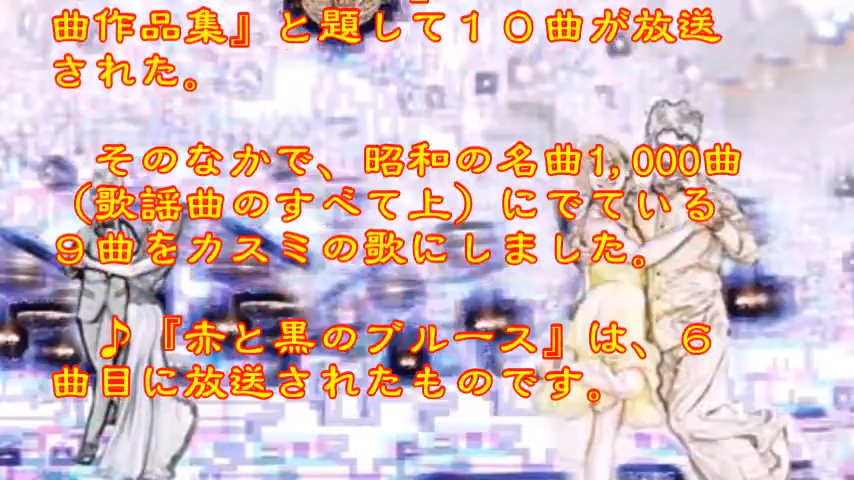 曲作品集』と題して１０曲が放送
された。
そのなかで、昭和の名曲1,000曲
（歌謡曲のすべて上）にでている
９曲をカスミの歌にしました。
♪『赤と黒のブルース』は、６
曲目に放送されたものです。